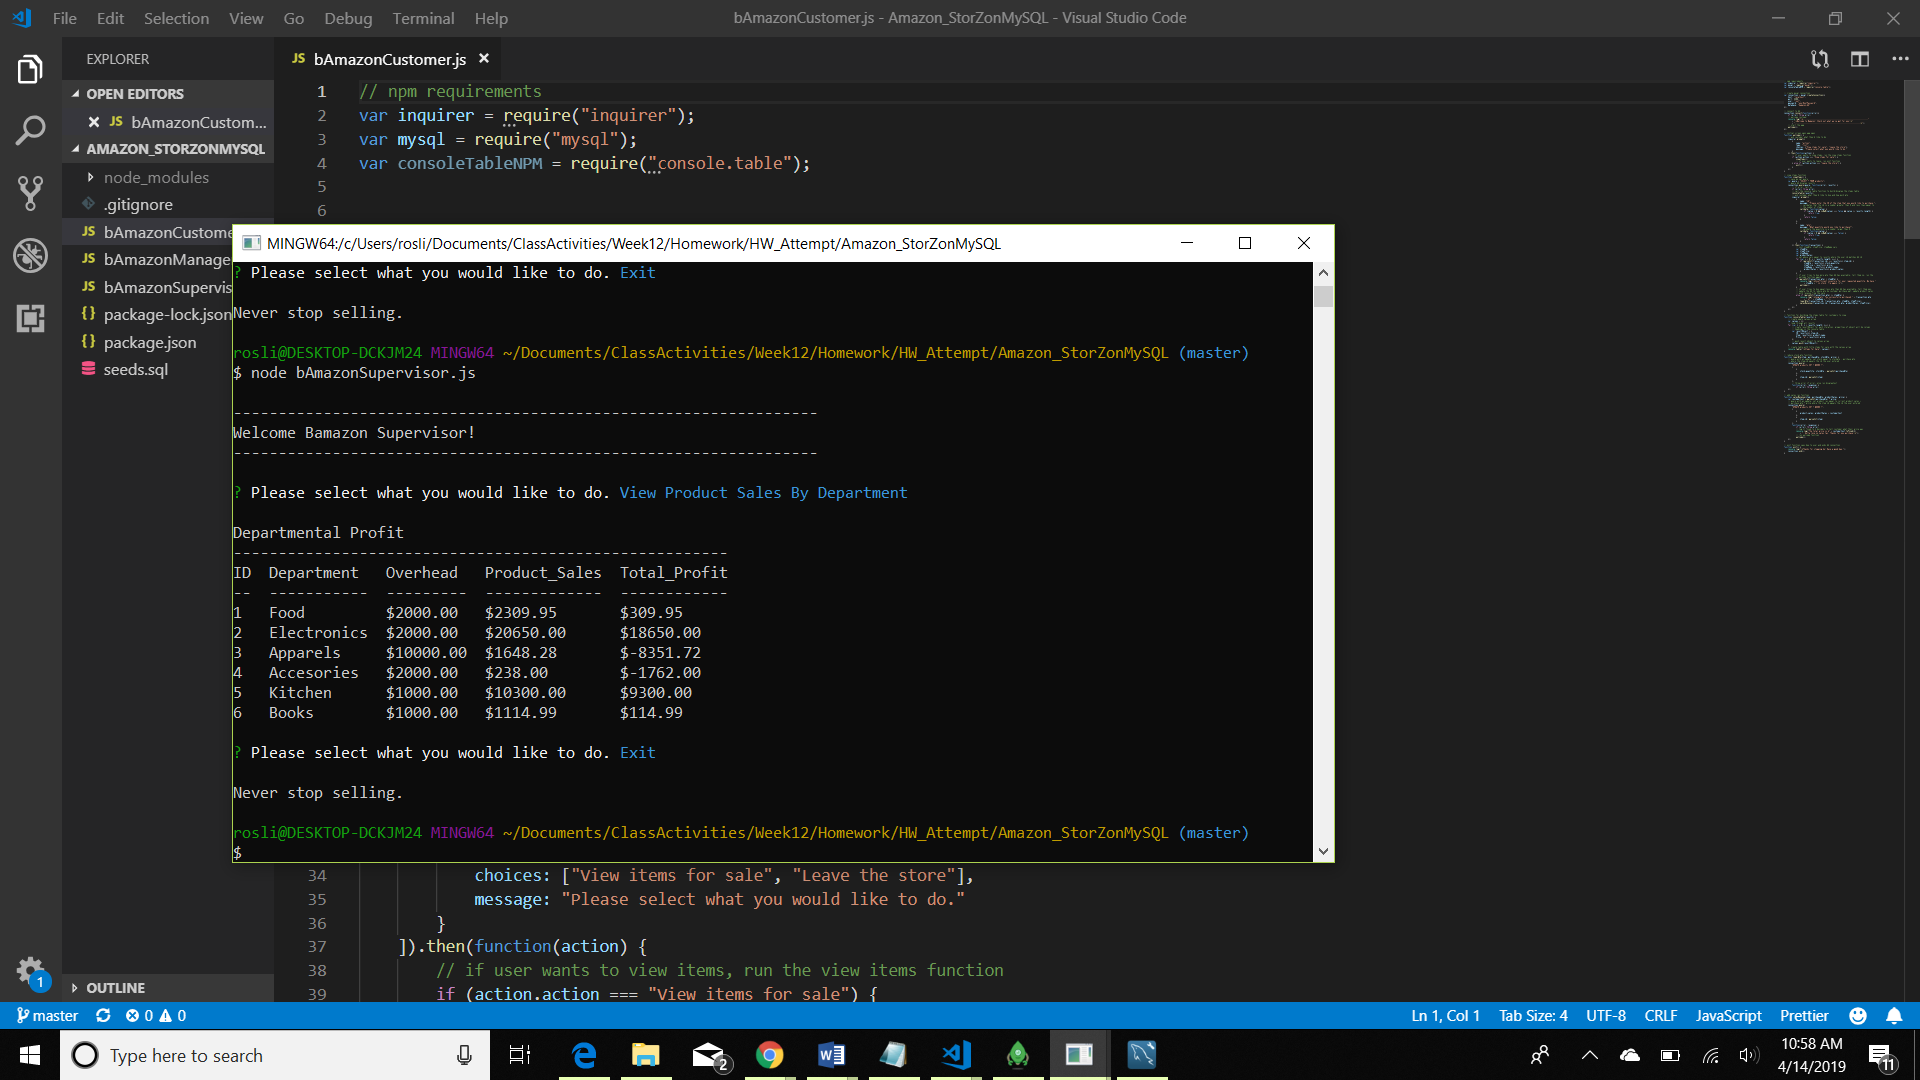 File Edit Selection View Go Debug Terminal Help
bAmazonCustomer.js - Amazon_StorZonMySQL - Visual Studio Code
EXPLORER
OPEN EDITORS
JS bAmazonCustom...
AMAZON_STORZONMYSQL
node_modules
.gitignore
JS bAmazonCustome
JS bAmazonManage
JS bAmazonSupervis
{} package-lock.json
{} package.json
seeds.sql
OUTLINE
JS bAmazonCustomer.js
1 // npm requirements
2 var inquirer = require("inquirer");
3 var mysql = require("mysql");
4 var consoleTableNPM = require("console.table");
5
6
MINGW64:/c/Users/rosli/Documents/ClassActivities/Week12/Homework/HW_Attempt/Amazon_StorZonMySQL
? Please select what you would like to do. Exit
Never stop selling.
rosli@DESKTOP-DCKJM24 MINGW64 ~/Documents/ClassActivities/Week12/Homework/HW_Attempt/Amazon_StorZonMySQL (master)
$ node bAmazonSupervisor.js
-----------------------------------------------------------------
Welcome Bamazon Supervisor!
-----------------------------------------------------------------
? Please select what you would like to do. View Product Sales By Department
Departmental Profit
-------------------------------------------------------
ID Department Overhead Product_Sales Total_Profit
-- ----------- --------- ------------- ------------
1 Food $2000.00 $2309.95 $309.95
2 Electronics $2000.00 $20650.00 $18650.00
3 Apparels $10000.00 $1648.28 $-8351.72
4 Accesories $2000.00 $238.00 $-1762.00
5 Kitchen $1000.00 $10300.00 $9300.00
6 Books $1000.00 $1114.99 $114.99
? Please select what you would like to do. Exit
Never stop selling.
rosli@DESKTOP-DCKJM24 MINGW64 ~/Documents/ClassActivities/Week12/Homework/HW_Attempt/Amazon_StorZonMySQL (master)
$
34 choices: ["View items for sale", "Leave the store"],
35 message: "Please select what you would like to do."
36 }
37 ]).then(function(action) {
38 // if user wants to view items, run the view items function
39 if (action.action === "View items for sale") {
1
master 0 0
Ln 1, Col 1 Tab Size: 4 UTF-8 CRLF JavaScript Prettier
Type here to search
2
10:58 AM
4/14/2019
11